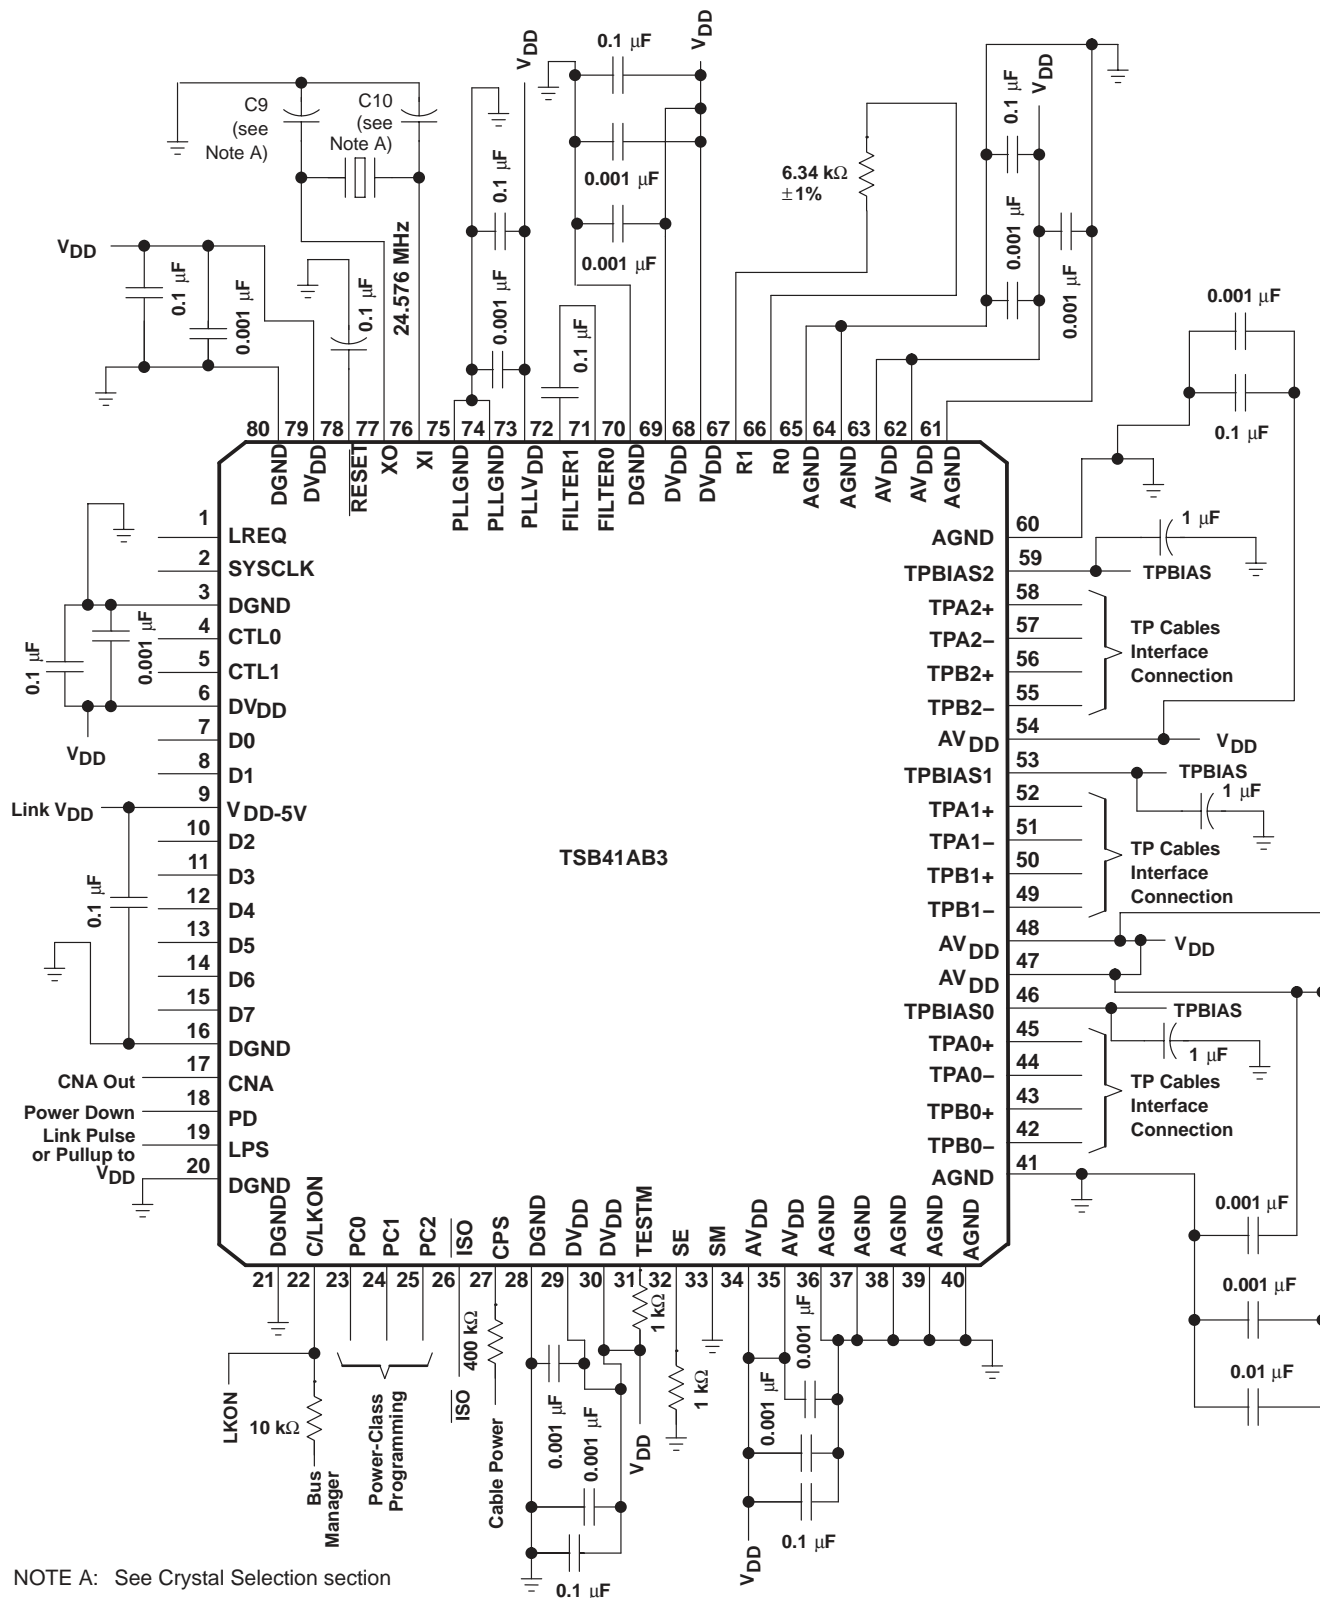 0.1 μF
VDD
VDD
C9
(see
Note A)
C10
(see
Note A)
0.1 μF
0.001 μF
0.001 μF
6.34 kΩ
±1%
0.1 μF
VDD
0.001 μF
0.001 μF
VDD
0.1 μF
0.001 μF
0.1 μF
24.576 MHz
0.1 μF
0.001 μF
0.1 μF
0.001 μF
0.1 μF
80 79 78 77 76 75 74 73 72 71 70 69 68 67 66 65 64 63 62 61
DGND
DVDD
RESET
XO
XI
PLLGND
PLLGND
PLLVDD
FILTER1
FILTER0
DGND
DVDD
DVDD
R1
R0
AGND
AGND
AVDD
AVDD
AGND
1 LREQ
2 SYSCLK
3 DGND
4 CTL0
5 CTL1
6 DVDD
7 D0
8 D1
9 VDD-5V
10 D2
11 D3
12 D4
13 D5
14 D6
15 D7
16 DGND
17 CNA
18 PD
19 LPS
20 DGND
0.1 μF
0.001 μF
VDD
Link VDD
0.1 μF
CNA Out
Power Down
Link Pulse
or Pullup to
VDD
TSB41AB3
AGND 60
TPBIAS2 59
TPA2+ 58
TPA2− 57
TPB2+ 56
TPB2− 55
AVDD 54
TPBIAS1 53
TPA1+ 52
TPA1− 51
TPB1+ 50
TPB1− 49
AVDD 48
AVDD 47
TPBIAS0 46
TPA0+ 45
TPA0− 44
TPB0+ 43
TPB0− 42
AGND 41
1 μF
TPBIAS
TP Cables
Interface
Connection
VDD
TPBIAS
1 μF
TP Cables
Interface
Connection
VDD
TPBIAS
1 μF
TP Cables
Interface
Connection
0.001 μF
0.001 μF
0.01 μF
DGND
C/LKON
PC0
PC1
PC2
ISO
CPS
DGND
DVDD
DVDD
TESTM
SE
SM
AVDD
AVDD
AGND
AGND
AGND
AGND
AGND
21 22 23 24 25 26 27 28 29 30 31 32 33 34 35 36 37 38 39 40
LKON
10 kΩ
Bus
Manager
Power-Class
Programming
ISO
400 kΩ
Cable Power
0.001 μF
0.001 μF
0.1 μF
1 kΩ
VDD
1 kΩ
0.001 μF
0.001 μF
0.1 μF
VDD
NOTE A: See Crystal Selection section